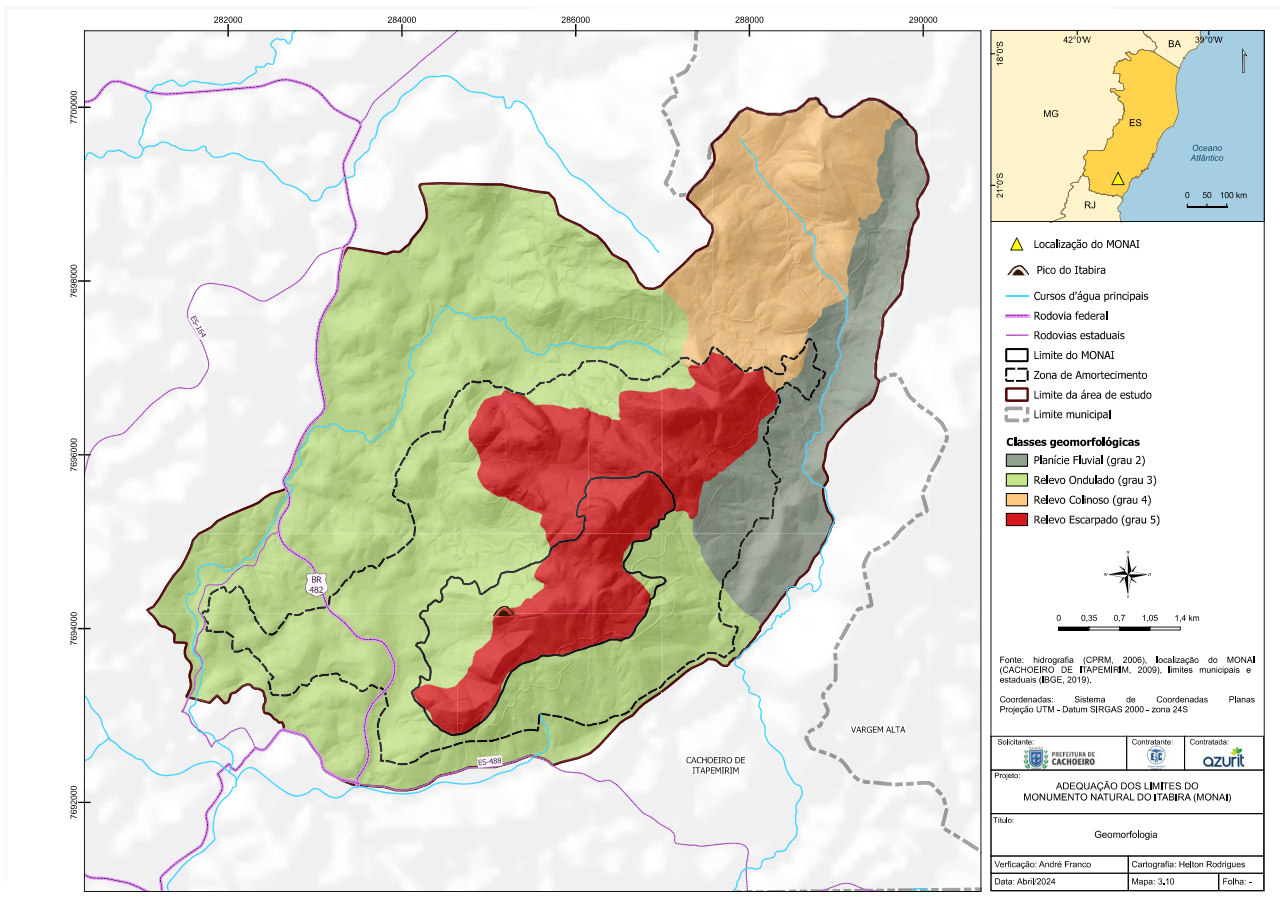 282000
284000
286000
288000
290000
7700000
7698000
7696000
7694000
7692000
ES-164
BR
482
ES-488
CACHOEIRO DE
ITAPEMIRIM
VARGEM ALTA
42°0'W
39°0'W
18°0'S
21°0'S
BA
MG
ES
RJ
Oceano
Atlântico
0 50 100 km
Localização do MONAI
Pico do Itabira
Cursos d'água principais
Rodovia federal
Rodovias estaduais
Limite do MONAI
Zona de Amortecimento
Limite da área de estudo
Limite municipal
Classes geomorfológicas
Planície Fluvial (grau 2)
Relevo Ondulado (grau 3)
Relevo Colinoso (grau 4)
Relevo Escarpado (grau 5)
0 0,35 0,7 1,05 1,4 km
Fonte: hidrografia (CPRM, 2006), localização do MONAI
(CACHOEIRO DE ITAPEMIRIM, 2009), limites municipais e
estaduais (IBGE, 2019).
Coordenadas: Sistema de Coordenadas Planas
Projeção UTM - Datum SIRGAS 2000 - zona 24S
Solicitante:
PREFEITURA DE
CACHOEIRO
Contratante:
Contratada:
azurit
Projeto:
ADEQUAÇÃO DOS LIMITES DO
MONUMENTO NATURAL DO ITABIRA (MONAI)
Título:
Geomorfologia
Verficação: André Franco
Cartografia: Helton Rodrigues
Data: Abril/2024
Mapa: 3.10
Folha: -